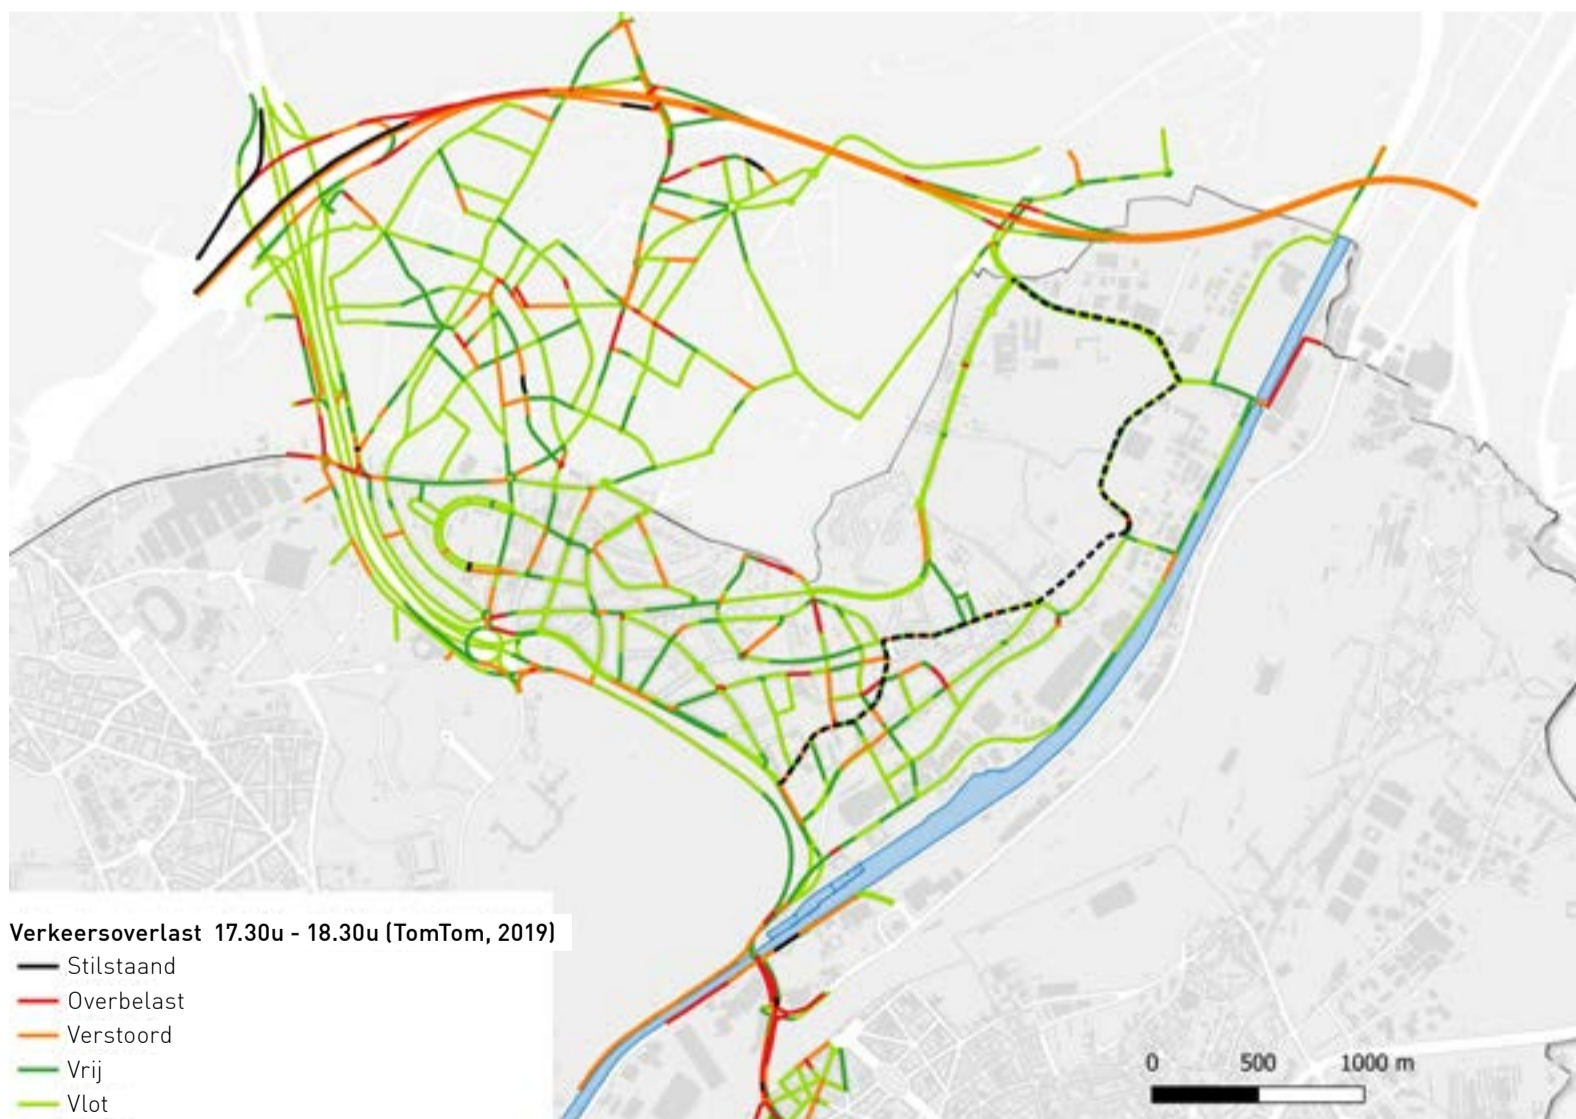 Verkeersoverlast 17.30u - 18.30u (TomTom, 2019)
Stilstaand
Overbelast
Verstoord
Vrij
Vlot
0 500 1000 m